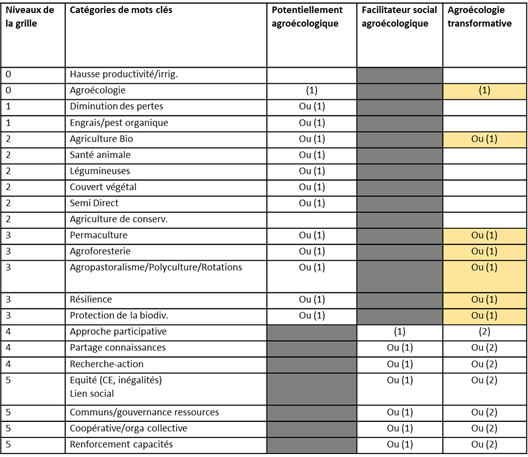 Niveaux de la grille | Catégories de mots clés | Potentiellement agroécologique | Facilitateur social agroécologique | Agroécologie transformative
0 | Hausse productivité/irrig. | | |
0 | Agroécologie | (1) | | (1)
1 | Diminution des pertes | Ou (1) | |
1 | Engrais/pest organique | Ou (1) | |
2 | Agriculture Bio | Ou (1) | | Ou (1)
2 | Santé animale | Ou (1) | |
2 | Légumineuses | Ou (1) | |
2 | Couvert végétal | Ou (1) | |
2 | Semi Direct | Ou (1) | |
2 | Agriculture de conserv. | | |
3 | Permaculture | Ou (1) | | Ou (1)
3 | Agroforesterie | Ou (1) | | Ou (1)
3 | Agropastoralisme/Polyculture/Rotations | Ou (1) | | Ou (1)
3 | Résilience | Ou (1) | | Ou (1)
3 | Protection de la biodiv. | Ou (1) | | Ou (1)
4 | Approche participative | | (1) | (2)
4 | Partage connaissances | | Ou (1) | Ou (2)
4 | Recherche-action | | Ou (1) | Ou (2)
5 | Equité (CE, inégalités) Lien social | | Ou (1) | Ou (2)
5 | Communs/gouvernance ressources | | Ou (1) | Ou (2)
5 | Coopérative/orga collective | | Ou (1) | Ou (2)
5 | Renforcement capacités | | Ou (1) | Ou (2)